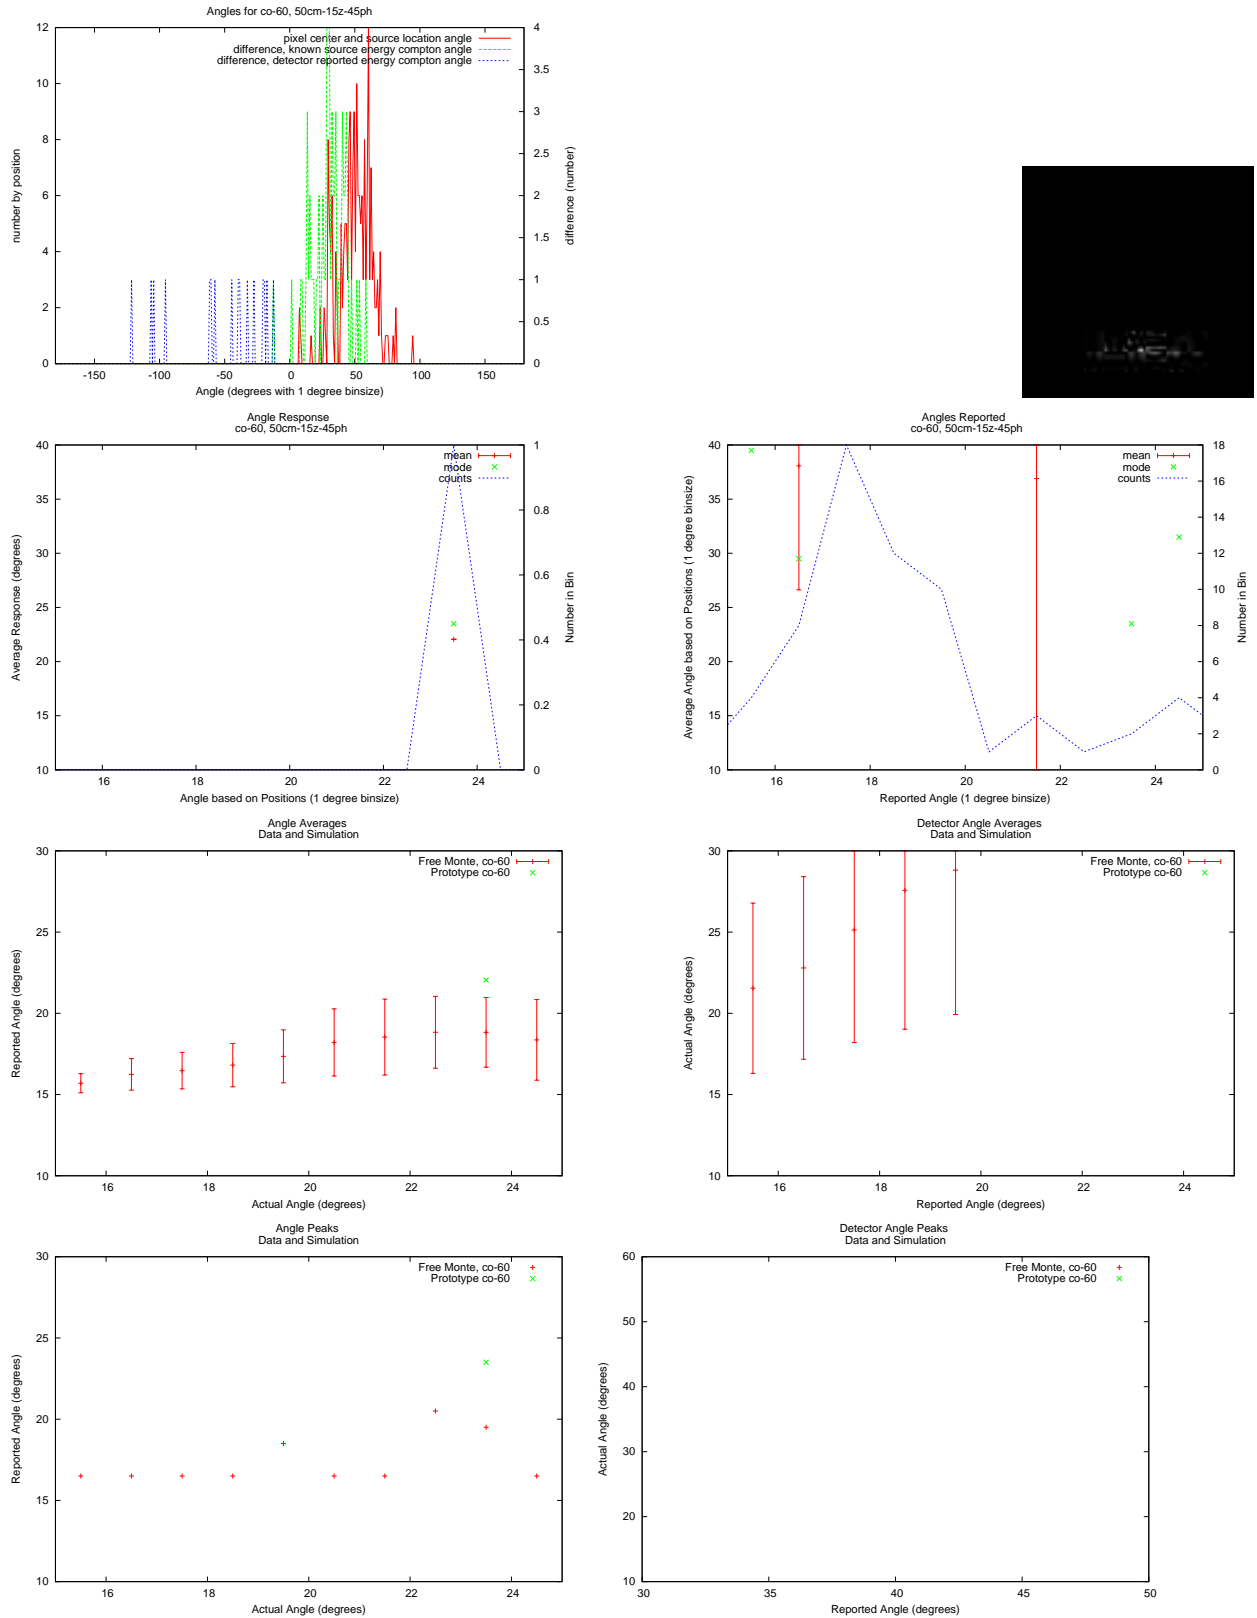 Angles for co-60, 50cm-15z-45ph
12
10
8
6
4
2
0
number by position
pixel center and source location angle
difference, known source energy compton angle
difference, detector reported energy compton angle
4
3.5
3
2.5
2
1.5
1
0.5
0
difference (number)
-150 -100 -50 0 50 100 150
Angle (degrees with 1 degree binsize)
Angle Response
co-60, 50cm-15z-45ph
40
35
30
25
20
15
10
Average Response (degrees)
mean
mode
counts
1
0.8
0.6
0.4
0.2
0
Number in Bin
16 18 20 22 24
Angle based on Positions (1 degree binsize)
Angles Reported
co-60, 50cm-15z-45ph
40
35
30
25
20
15
10
Average Angle based on Positions (1 degree binsize)
mean
mode
counts
18
16
14
12
10
8
6
4
2
0
Number in Bin
16 18 20 22 24
Reported Angle (1 degree binsize)
Angle Averages
Data and Simulation
30
25
20
15
10
Reported Angle (degrees)
Free Monte, co-60
Prototype co-60
16 18 20 22 24
Actual Angle (degrees)
Detector Angle Averages
Data and Simulation
30
25
20
15
10
Actual Angle (degrees)
Free Monte, co-60
Prototype co-60
16 18 20 22 24
Reported Angle (degrees)
Angle Peaks
Data and Simulation
30
25
20
15
10
Reported Angle (degrees)
Free Monte, co-60
Prototype co-60
16 18 20 22 24
Actual Angle (degrees)
Detector Angle Peaks
Data and Simulation
60
50
40
30
20
10
Actual Angle (degrees)
Free Monte, co-60
Prototype co-60
30 35 40 45 50
Reported Angle (degrees)